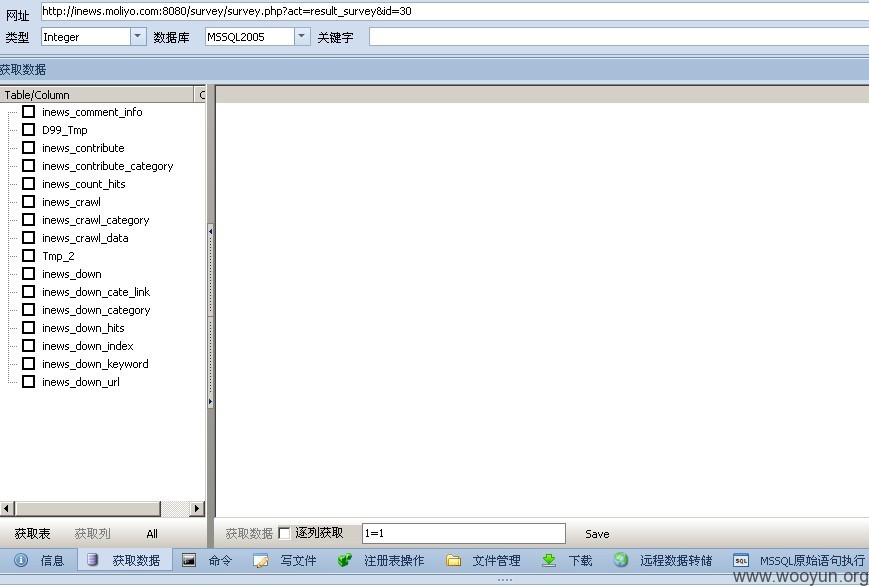 网址 http://inews.moliyo.com:8080/survey/survey.php?act=result_survey&id=30
类型 Integer 数据库 MSSQL2005 关键字
获取数据
Table/Column C
inews_comment_info
D99_Tmp
inews_contribute
inews_contribute_category
inews_count_hits
inews_crawl
inews_crawl_category
inews_crawl_data
Tmp_2
inews_down
inews_down_cate_link
inews_down_category
inews_down_hits
inews_down_index
inews_down_keyword
inews_down_url
获取表 获取列 All 获取数据 逐列获取 1=1 Save
信息 获取数据 命令 写文件 注册表操作 文件管理 下载 远程数据转储 SQL MSSQL原始语句执行
www.wooyun.org